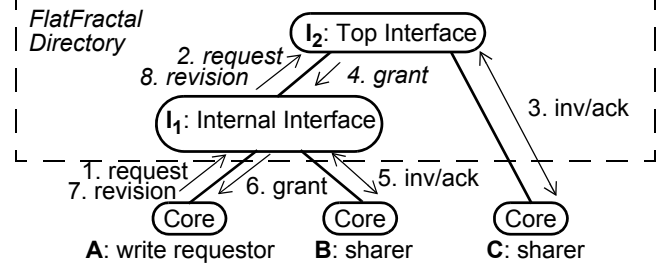 FlatFractal
Directory
I2: Top Interface
2. request
8. revision
4. grant
I1: Internal Interface
3. inv/ack
1. request
7. revision
6. grant
5. inv/ack
Core
Core
Core
A: write requestor
B: sharer
C: sharer